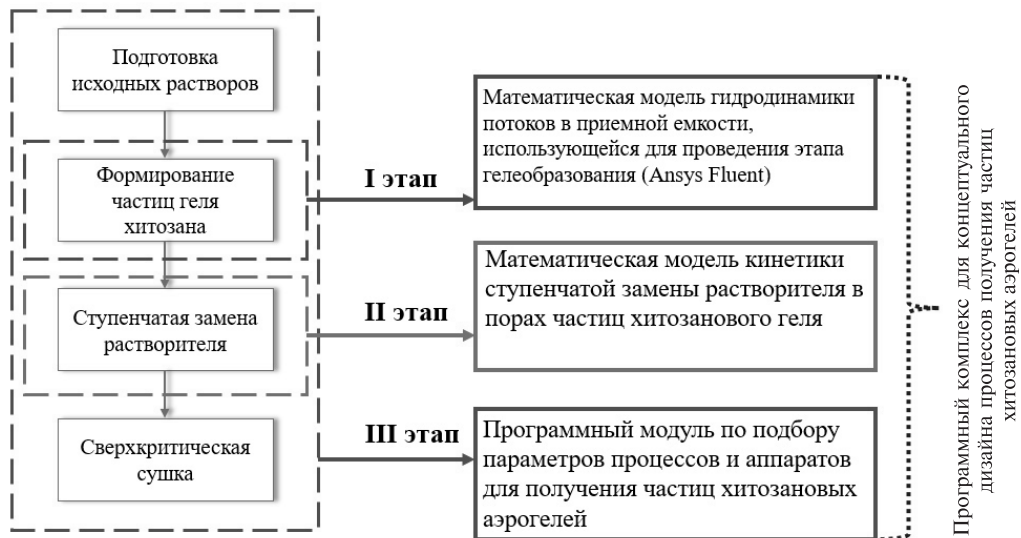 Подготовка
исходных растворов
Формирование
частиц геля
хитозана
Ступенчатая замена
растворителя
Сверхкритическая
сушка
I этап
Математическая модель гидродинамики
потоков в приемной емкости,
использующейся для проведения этапа
гелеобразования (Ansys Fluent)
II этап
Математическая модель кинетики
ступенчатой замены растворителя в
порах частиц хитозанового геля
III этап
Программный модуль по подбору
параметров процессов и аппаратов
для получения частиц хитозановых
аэрогелей
Программный комплекс для концептуального
дизайна процессов получения частиц
хитозановых аэрогелей